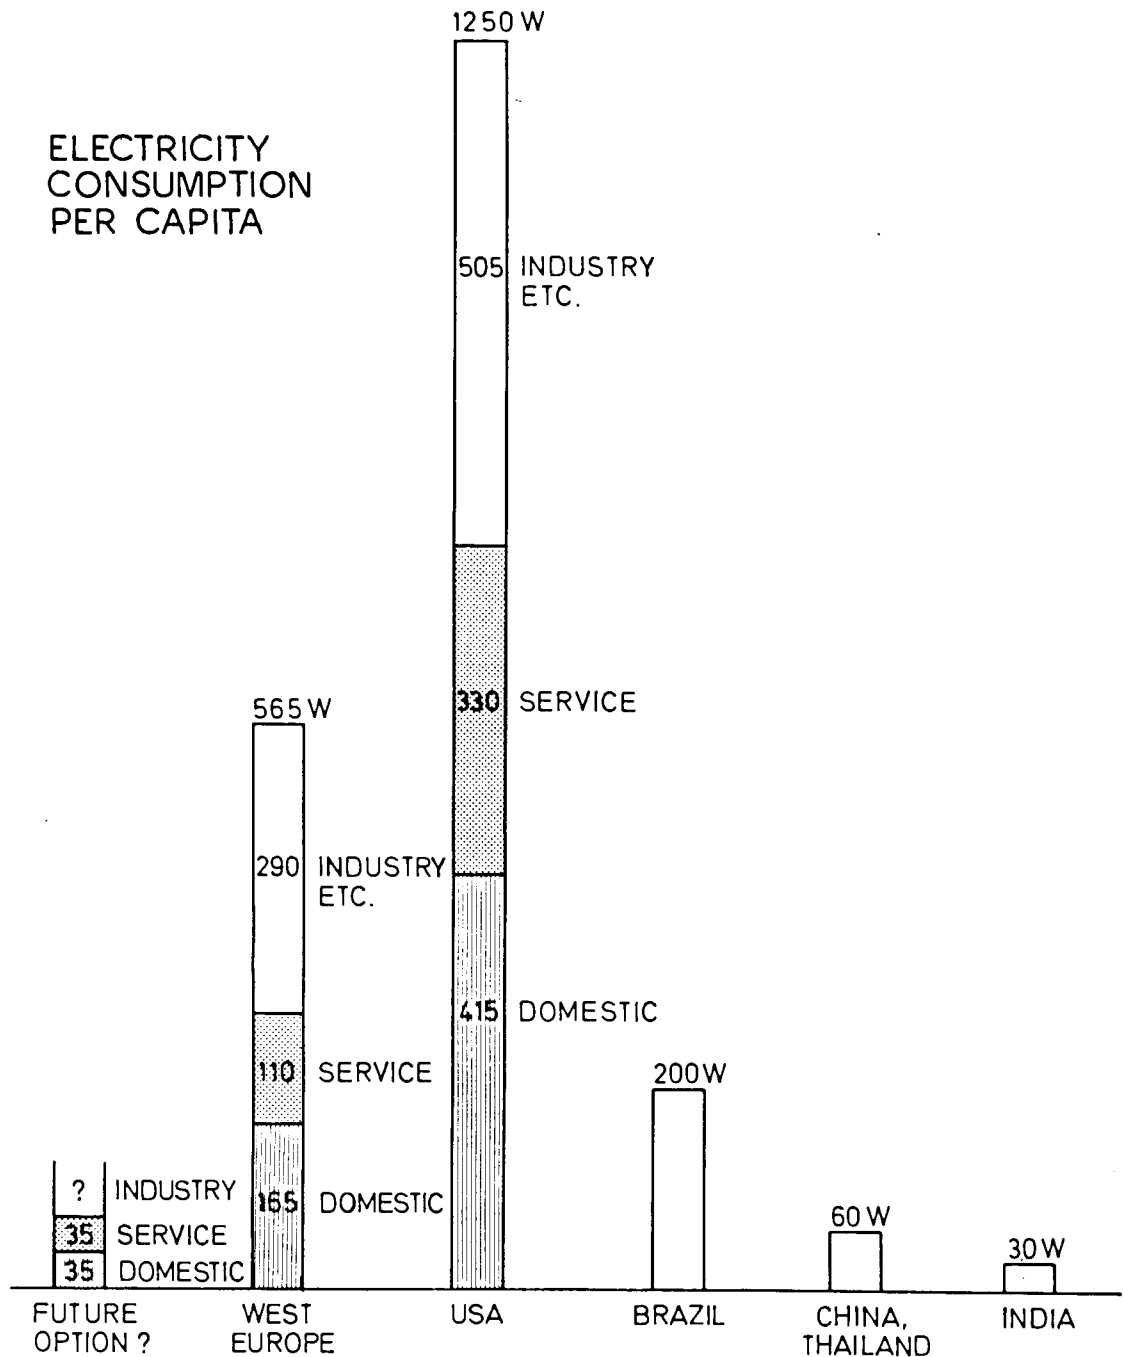 1250 W
ELECTRICITY
CONSUMPTION
PER CAPITA
505 INDUSTRY
ETC.
330 SERVICE
565 W
290 INDUSTRY
ETC.
415 DOMESTIC
110 SERVICE
200 W
? INDUSTRY
165 DOMESTIC
35 SERVICE
60 W
35 DOMESTIC
30 W
FUTURE
OPTION ?
WEST
EUROPE
USA
BRAZIL
CHINA,
THAILAND
INDIA